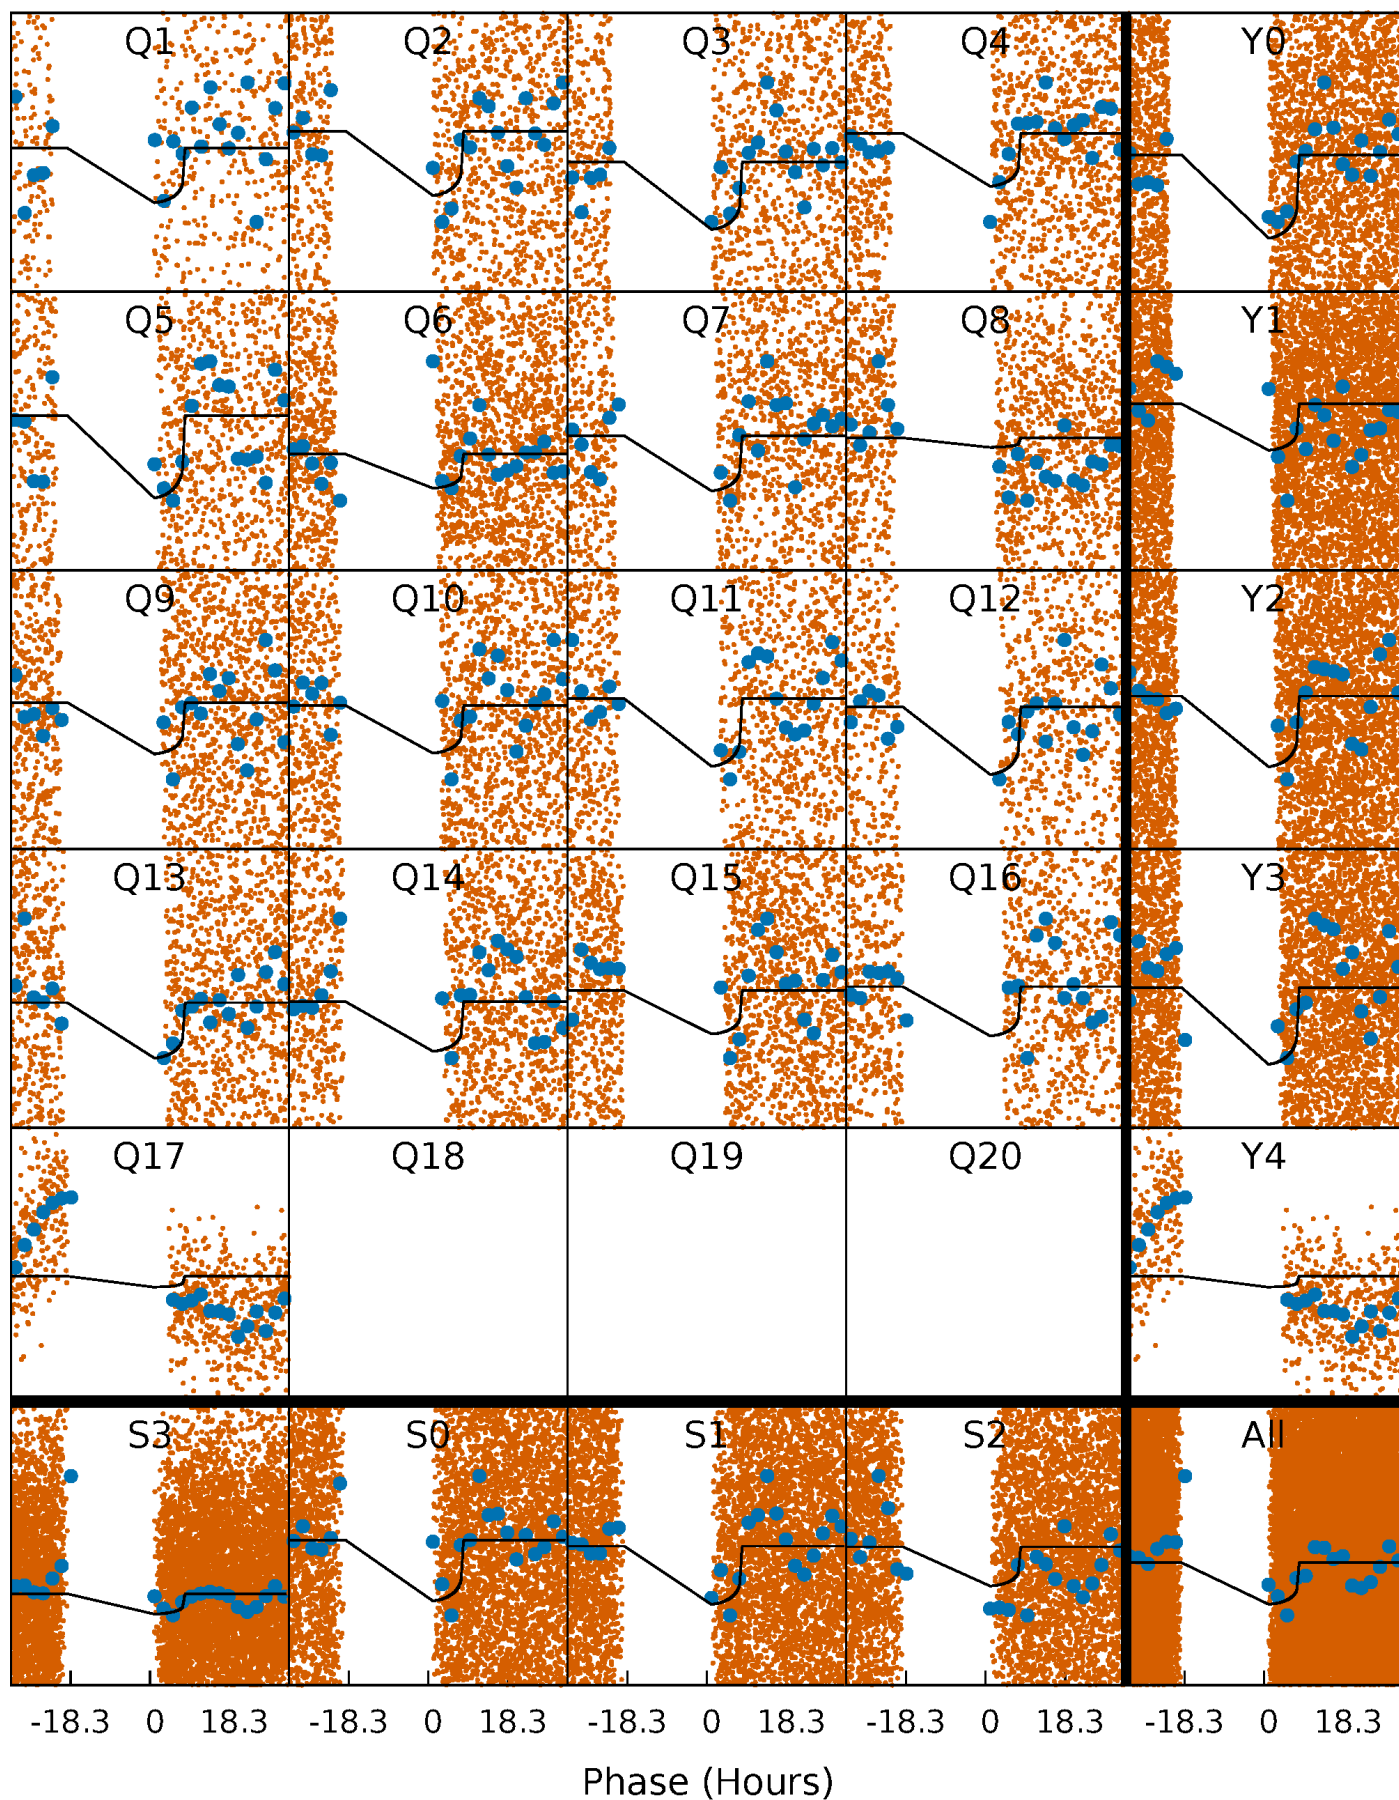 Q1 Q2 Q3 Q4 Y0
Q5 Q6 Q7 Q8 Y1
Q9 Q10 Q11 Q12 Y2
Q13 Q14 Q15 Q16 Y3
Q17 Q18 Q19 Q20 Y4
S3 S0 S1 S2 All
-18.3 0 18.3 -18.3 0 18.3 -18.3 0 18.3 -18.3 0 18.3 -18.3 0 18.3
Phase (Hours)